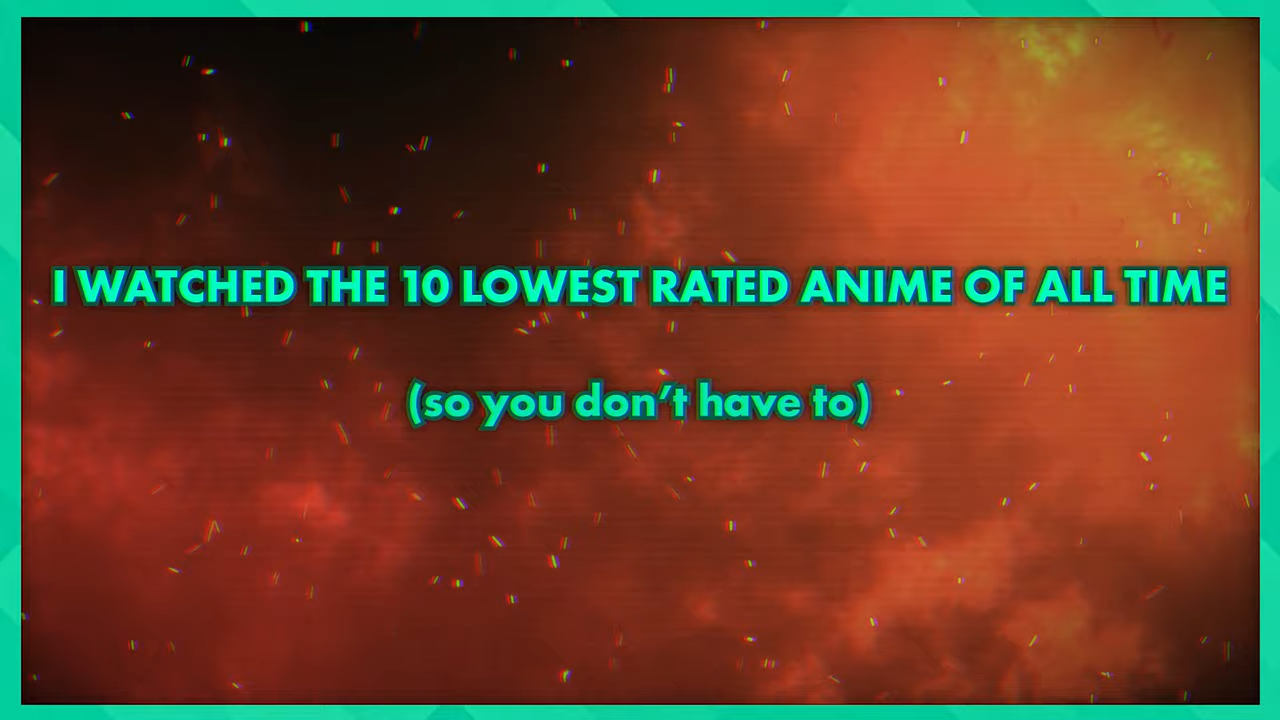 I WATCHED THE 10 LOWEST RATED ANIME OF ALL TIME
(so you don't have to)